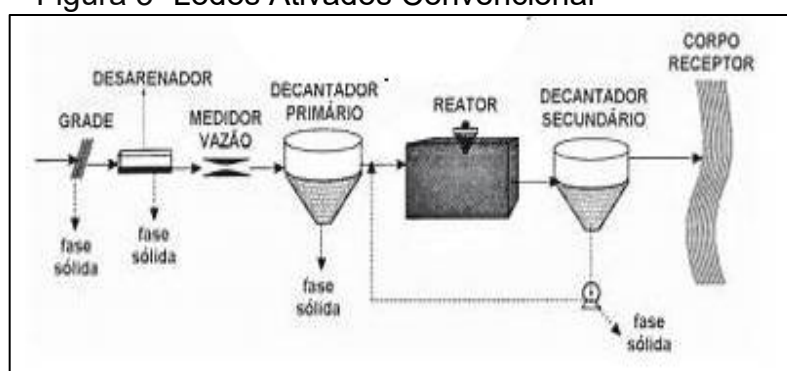 Figura 3- Lodos Ativados Convencional
CORPO
RECEPTOR
DESARENADOR
DECANTADOR
PRIMÁRIO
REATOR
DECANTADOR
SECUNDÁRIO
GRADE
MEDIDOR
VAZÃO
fase
sólida
fase
sólida
fase
sólida
fase
sólida